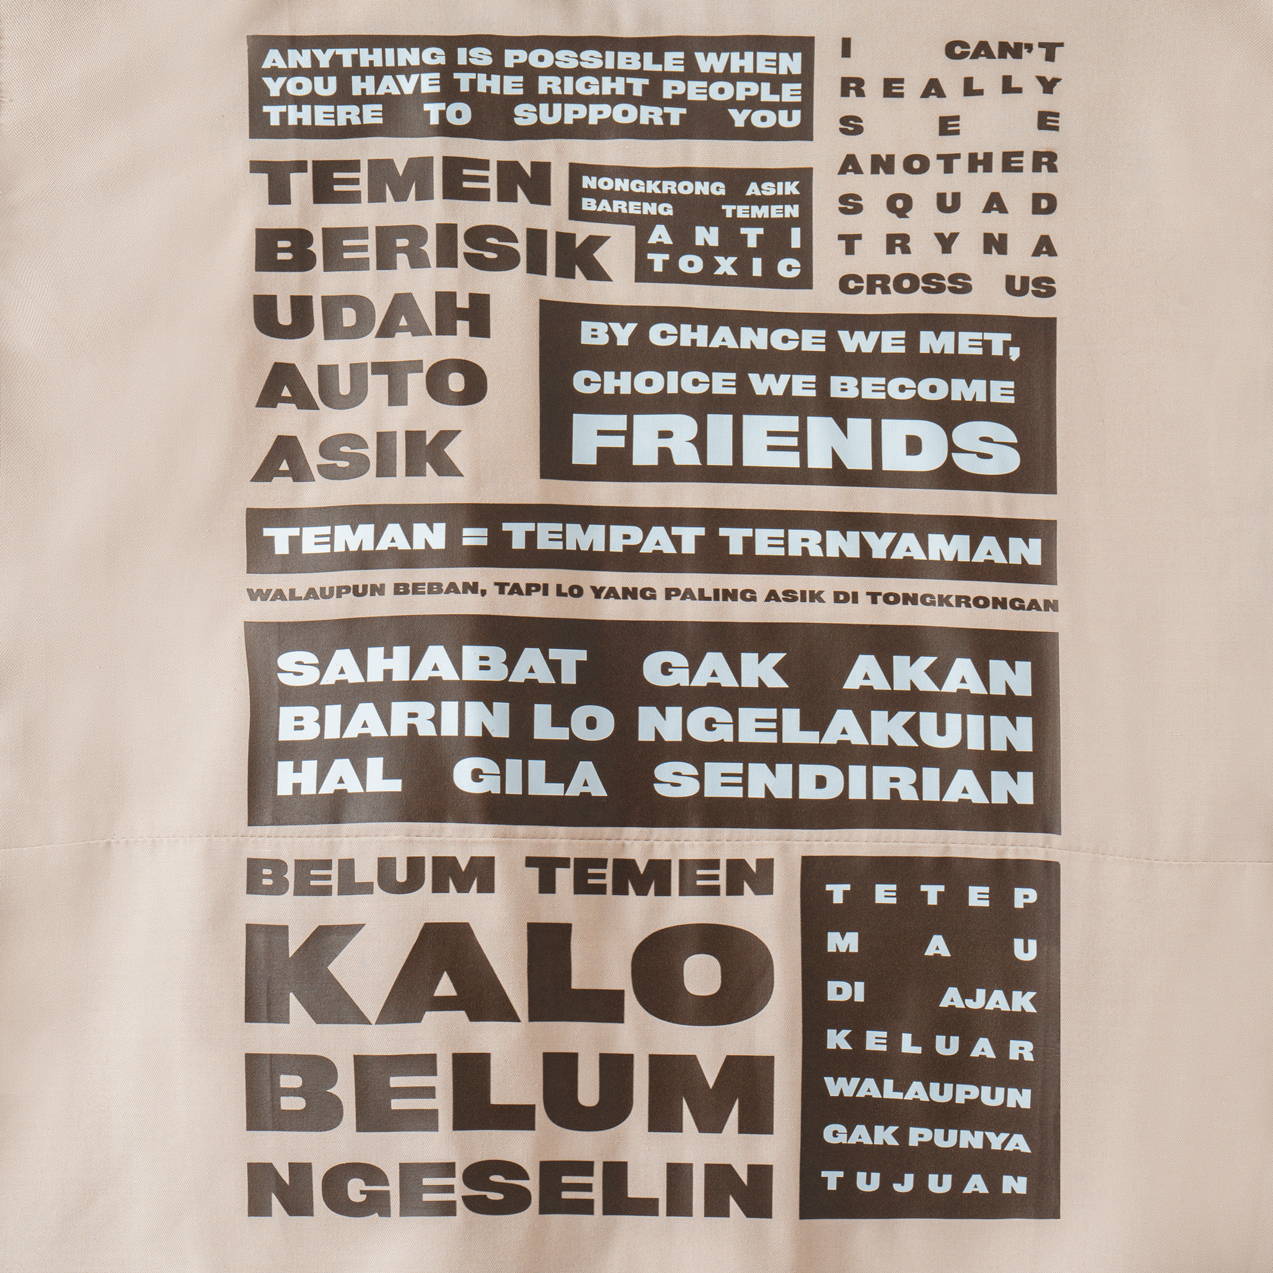 ANYTHING IS POSSIBLE WHEN
YOU HAVE THE RIGHT PEOPLE
THERE TO SUPPORT YOU
I CAN'T
REALLY
SEE
ANOTHER
SQUAD
TRYNA
CROSS US
TEMEN
BERISIK
UDAH
AUTO
ASIK
NONGKRONG ASIK
BARENG TEMEN
ANTI
TOXIC
BY CHANCE WE MET,
CHOICE WE BECOME
FRIENDS
TEMAN = TEMPAT TERNYAMAN
WALAUPUN BEBAN, TAPI LO YANG PALING ASIK DI TONGKRONGAN
SAHABAT GAK AKAN
BIARIN LO NGELAKUIN
HAL GILA SENDIRIAN
BELUM TEMEN
KALO
BELUM
NGESELIN
TETEP
MAU
DI AJAK
KELUAR
WALAUPUN
GAK PUNYA
TUJUAN